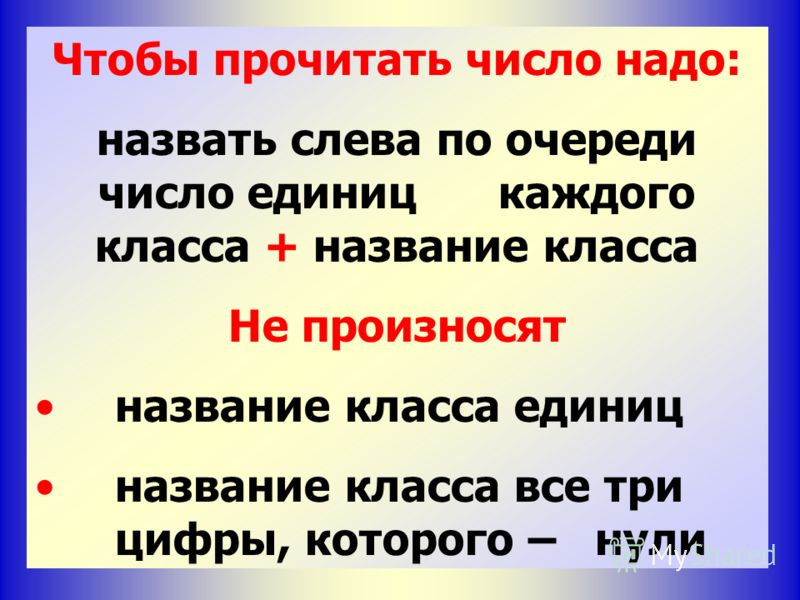 Чтобы прочитать число надо:
назвать слева по очереди
число единиц каждого
класса + название класса
Не произносят
• название класса единиц
• название класса все три
цифры, которого – нули
MyShared